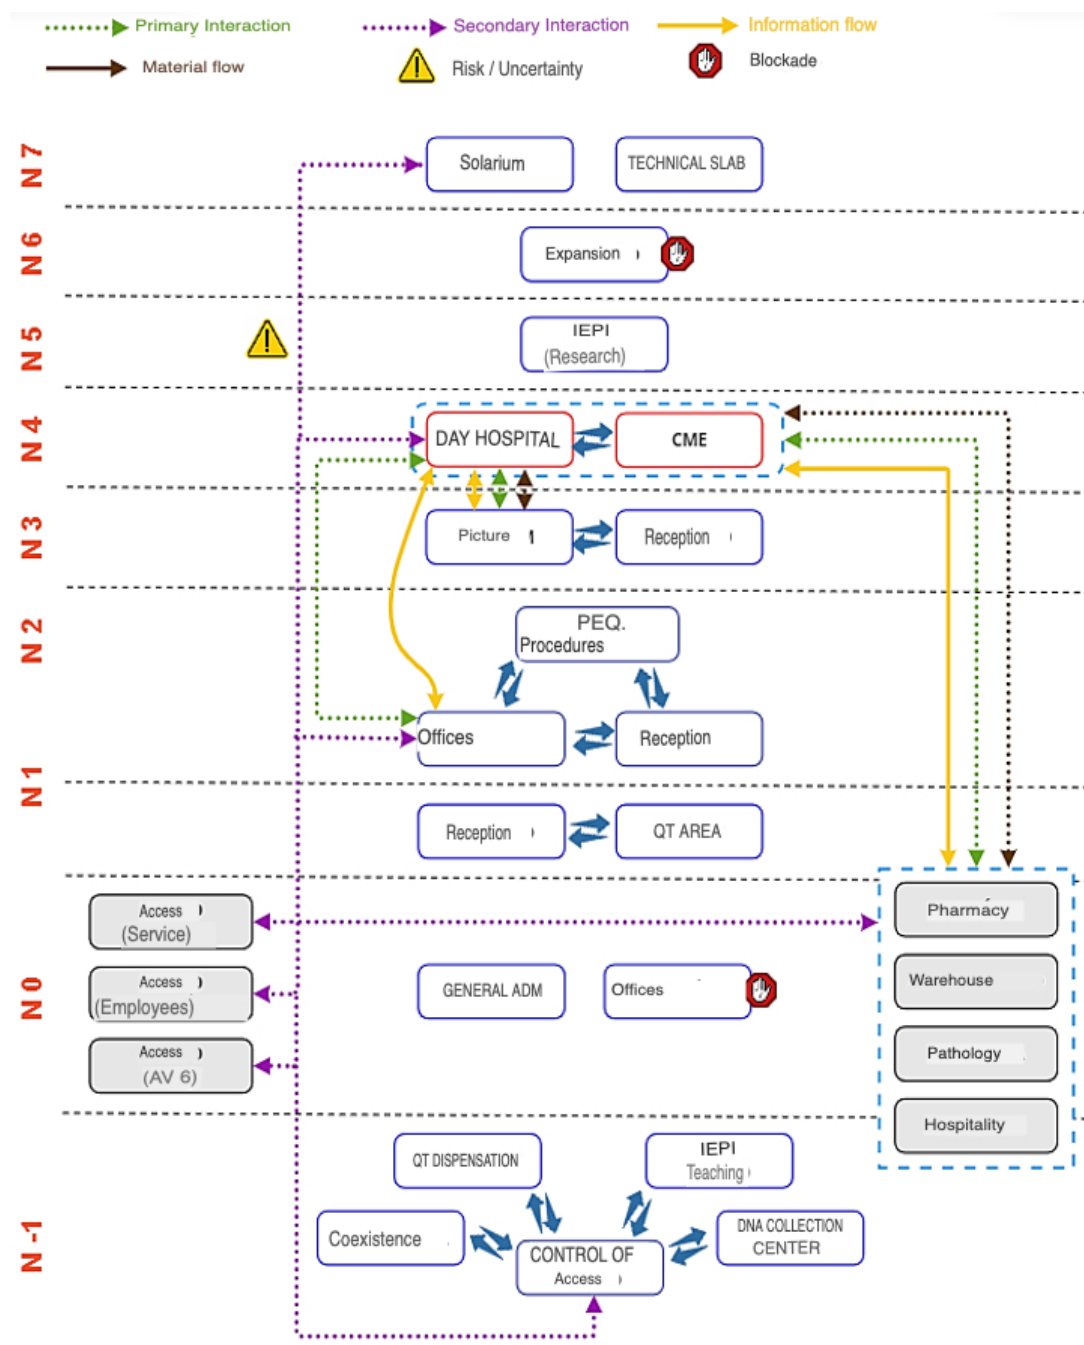 Primary Interaction
Secondary Interaction
Information flow
Material flow
Risk / Uncertainty
Blockade
N 7
Solarium
TECHNICAL SLAB
N 6
Expansion
N 5
IEPI
(Research)
N 4
DAY HOSPITAL
CME
N 3
Picture
Reception
N 2
PEQ.
Procedures
Offices
Reception
N 1
Reception
QT AREA
N 0
Access
(Service)
Access
(Employees)
Access
(AV 6)
GENERAL ADM
Offices
Pharmacy
Warehouse
Pathology
Hospitality
N -1
QT DISPENSATION
IEPI
Teaching
Coexistence
CONTROL OF
Access
DNA COLLECTION
CENTER